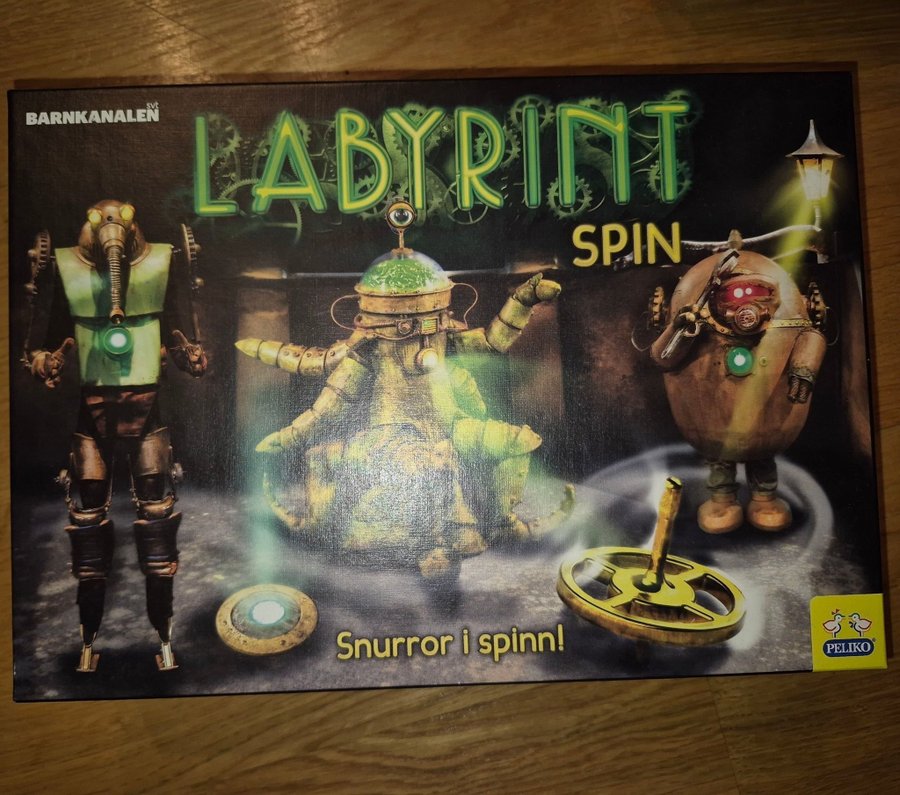 svt
BARNKANALEN
LABYRINT
SPIN
Snurror i spinn!
PELIKO